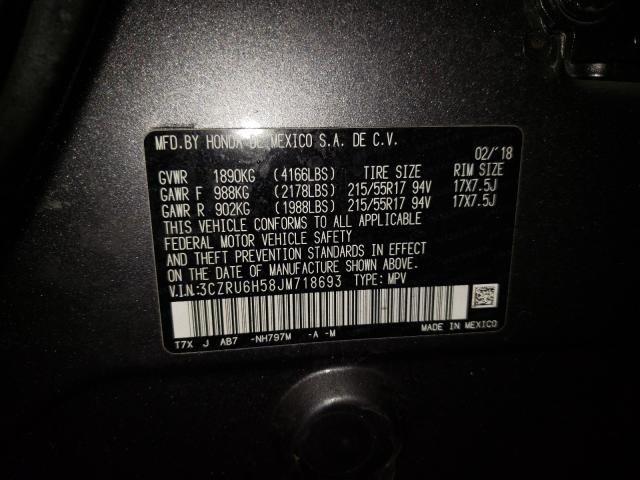 MFD.BY HONDA DE MEXICO S.A. DE C.V. 02/'18
GVWR 1890KG (4166LBS) TIRE SIZE RIM SIZE
GAWR F 988KG (2178LBS) 215/55R17 94V 17X7.5J
GAWR R 902KG (1988LBS) 215/55R17 94V 17X7.5J
THIS VEHICLE CONFORMS TO ALL APPLICABLE
FEDERAL MOTOR VEHICLE SAFETY
AND THEFT PREVENTION STANDARDS IN EFFECT
ON THE DATE OF MANUFACTURE SHOWN ABOVE.
V.I.N:3CZRU6H58JM718693 TYPE: MPV
T7X J AB7 -NH797M -A -M MADE IN MEXICO